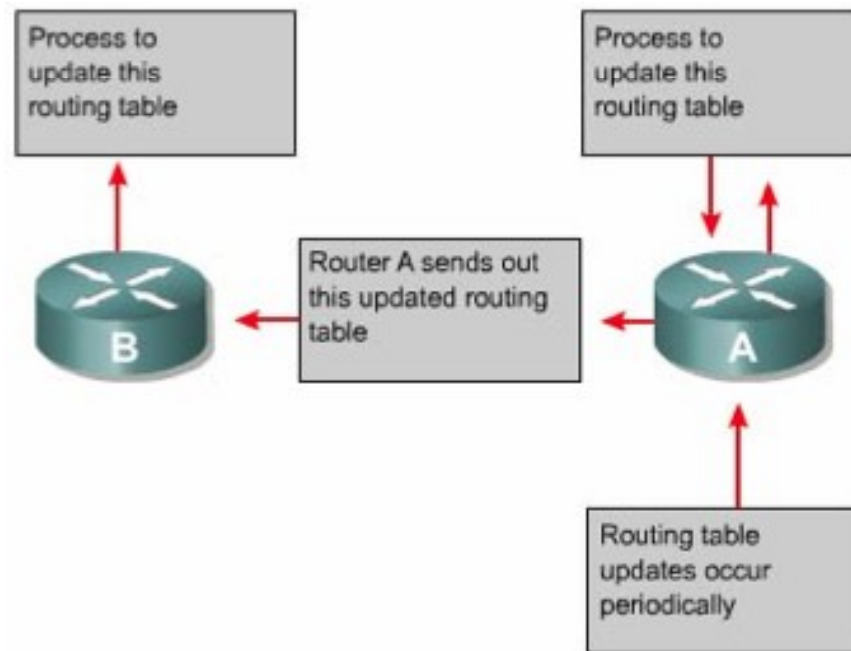 Process to
update this
routing table
Process to
update this
routing table
Router A sends out
this updated routing
table
B
A
Routing table
updates occur
periodically